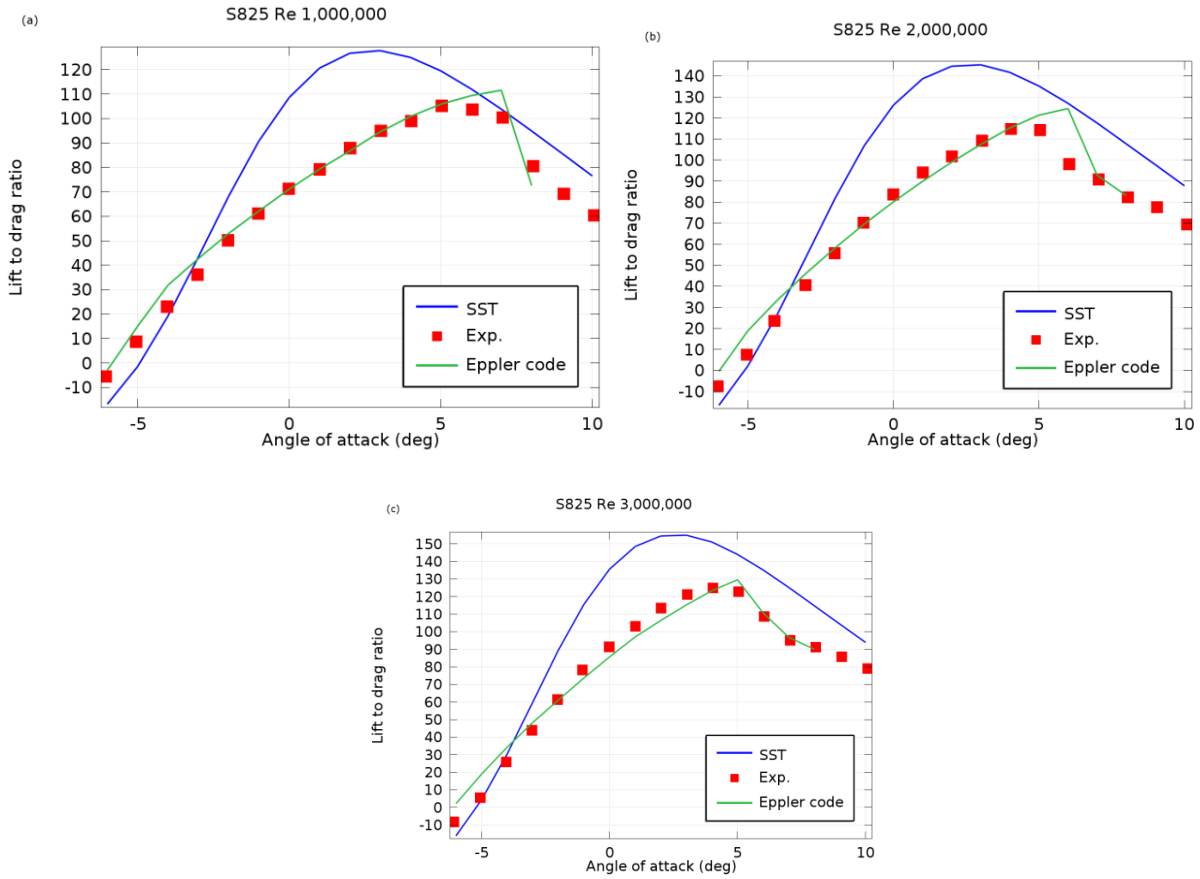 (a)
S825 Re 1,000,000
120
110
100
90
80
70
60
50
40
30
20
10
0
-10
Lift to drag ratio
-5
0
5
10
Angle of attack (deg)
SST
Exp.
Eppler code
(b)
S825 Re 2,000,000
140
130
120
110
100
90
80
70
60
50
40
30
20
10
0
-10
Lift to drag ratio
-5
0
5
10
Angle of attack (deg)
SST
Exp.
Eppler code
(c)
S825 Re 3,000,000
150
140
130
120
110
100
90
80
70
60
50
40
30
20
10
0
-10
Lift to drag ratio
-5
0
5
10
Angle of attack (deg)
SST
Exp.
Eppler code